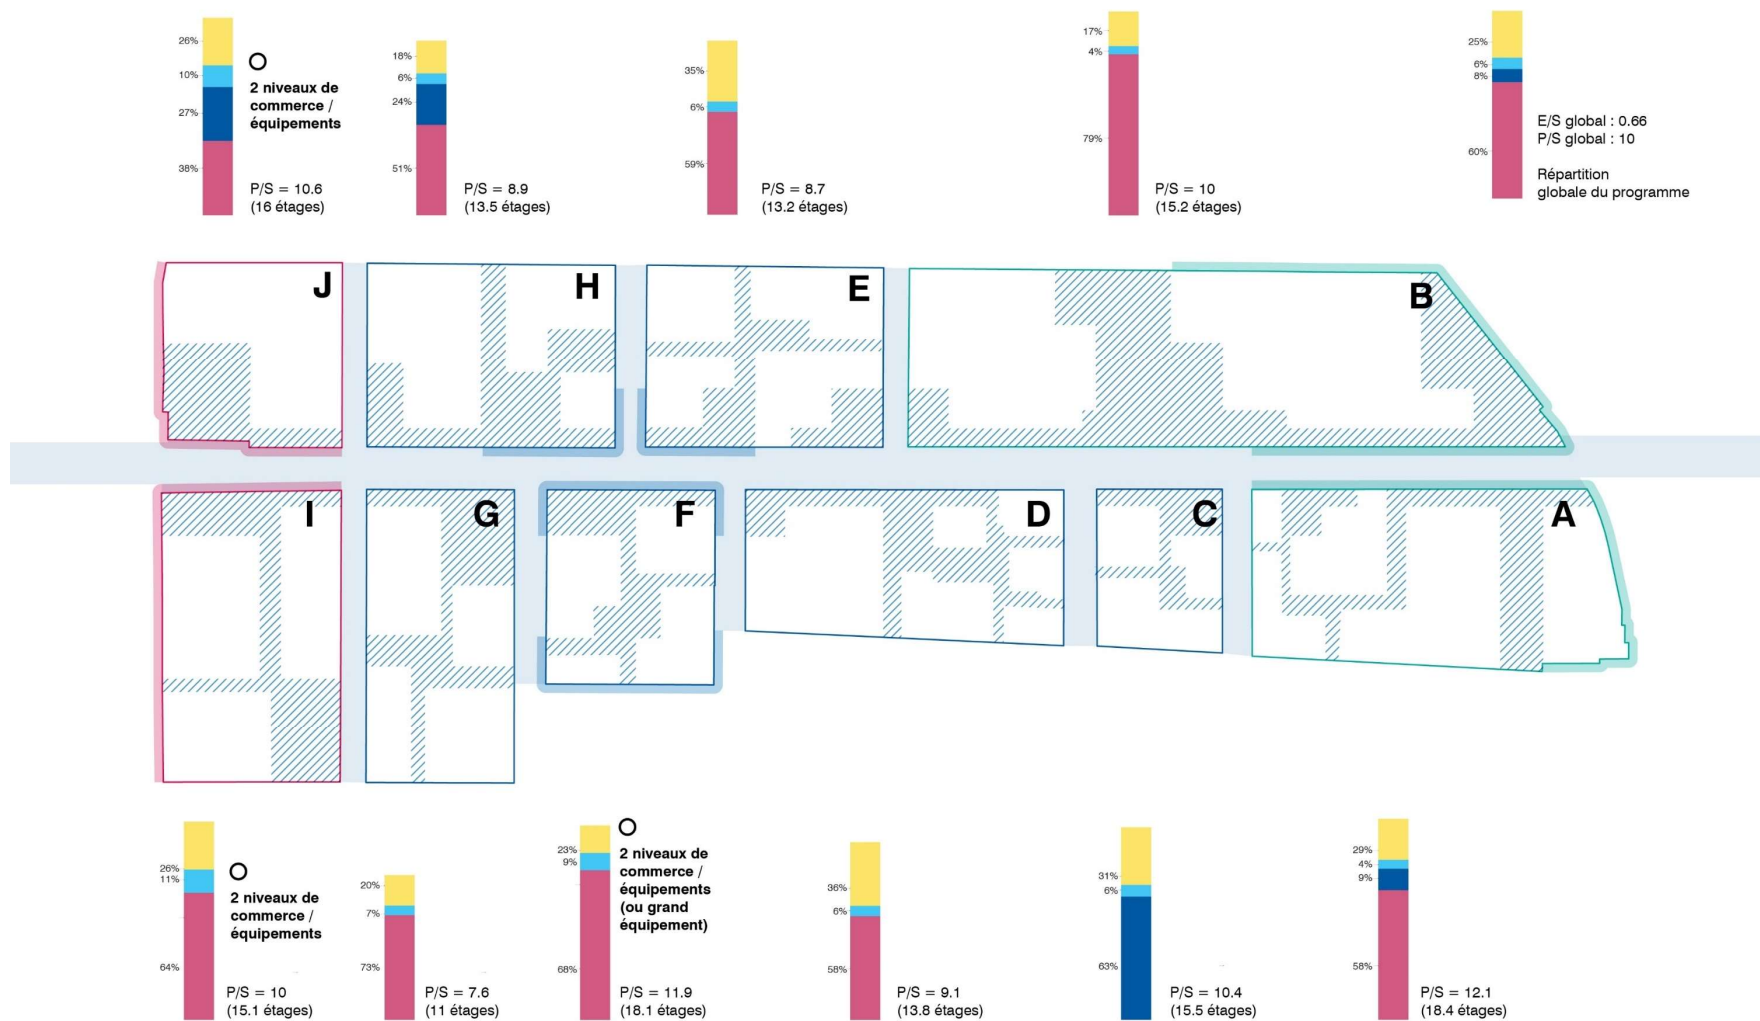 26%
10%
27%
38%
2 niveaux de
commerce /
équipements
P/S = 10.6
(16 étages)
18%
6%
24%
51%
P/S = 8.9
(13.5 étages)
35%
6%
59%
P/S = 8.7
(13.2 étages)
17%
4%
79%
P/S = 10
(15.2 étages)
25%
6%
8%
60%
E/S global : 0.66
P/S global : 10
Répartition
globale du programme
J
H
E
B
I
G
F
D
C
A
26%
11%
64%
2 niveaux de
commerce /
équipements
P/S = 10
(15.1 étages)
20%
7%
73%
P/S = 7.6
(11 étages)
23%
9%
68%
2 niveaux de
commerce /
équipements
(ou grand
équipement)
P/S = 11.9
(18.1 étages)
36%
6%
58%
P/S = 9.1
(13.8 étages)
31%
6%
63%
P/S = 10.4
(15.5 étages)
29%
4%
9%
58%
P/S = 12.1
(18.4 étages)